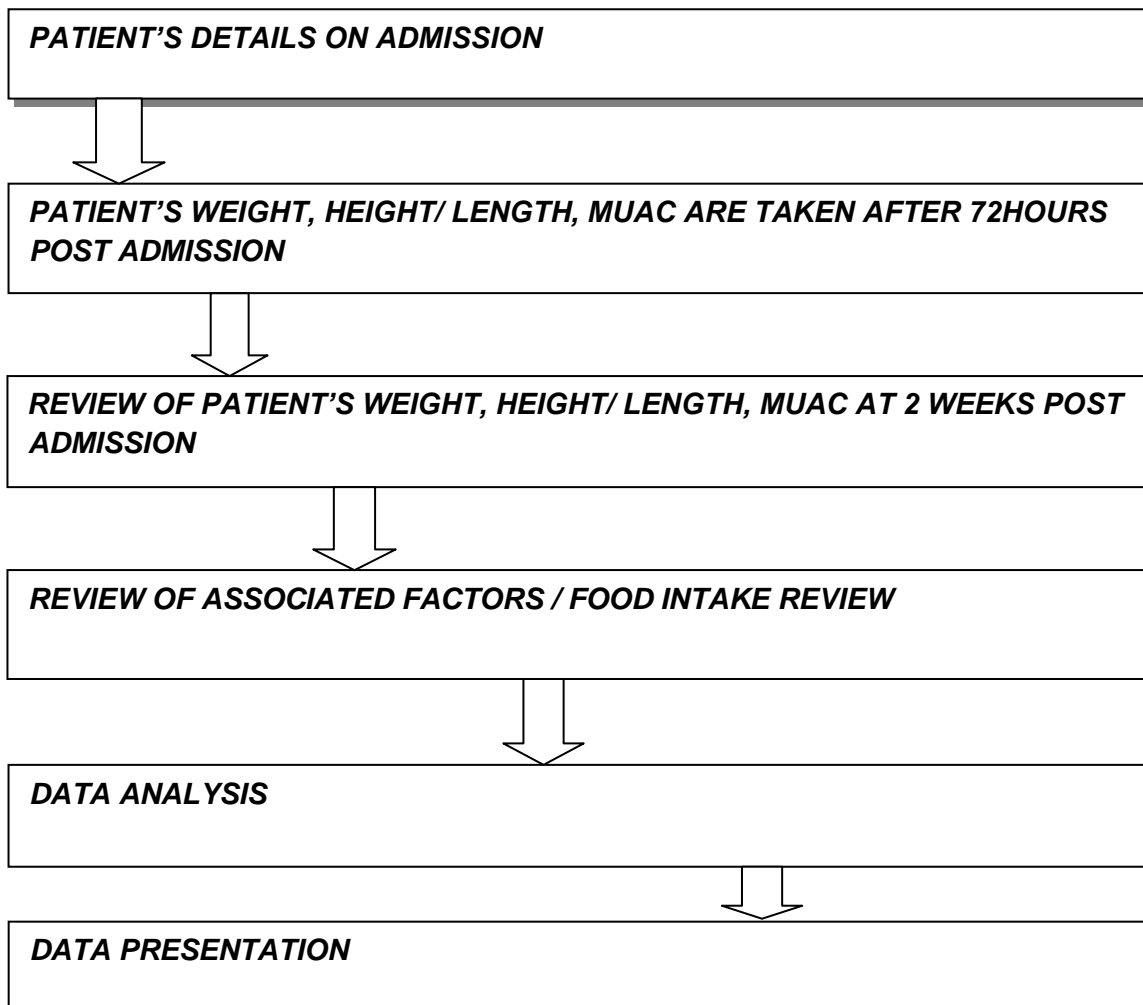 PATIENT’S DETAILS ON ADMISSION
PATIENT’S WEIGHT, HEIGHT/ LENGTH, MUAC ARE TAKEN AFTER 72HOURS
POST ADMISSION
REVIEW OF PATIENT’S WEIGHT, HEIGHT/ LENGTH, MUAC AT 2 WEEKS POST
ADMISSION
REVIEW OF ASSOCIATED FACTORS / FOOD INTAKE REVIEW
DATA ANALYSIS
DATA PRESENTATION